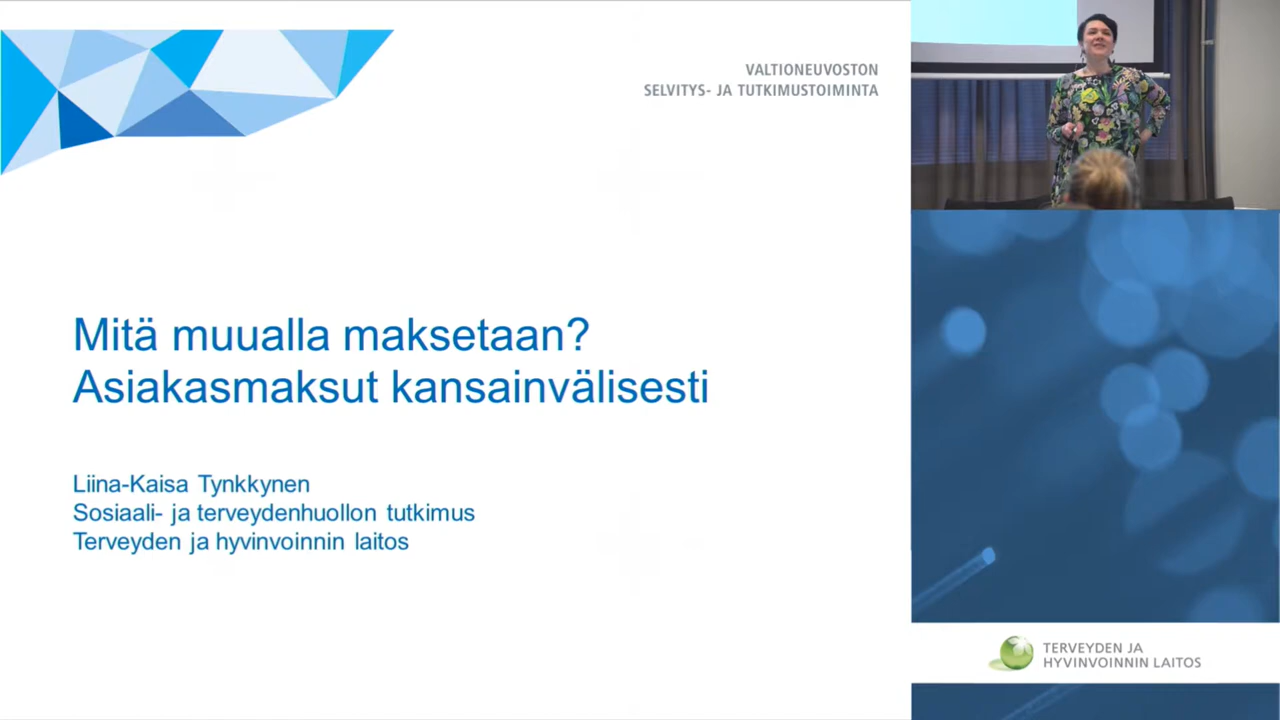 VALTIONEUVOSTON
SELVITYS- JA TUTKIMUSTOIMINTA
Mitä muualla maksetaan?
Asiakasmaksut kansainvälisesti
Liina-Kaisa Tynkkynen
Sosiaali- ja terveydenhuollon tutkimus
Terveyden ja hyvinvoinnin laitos
TERVEYDEN JA
HYVINVOINNIN LAITOS